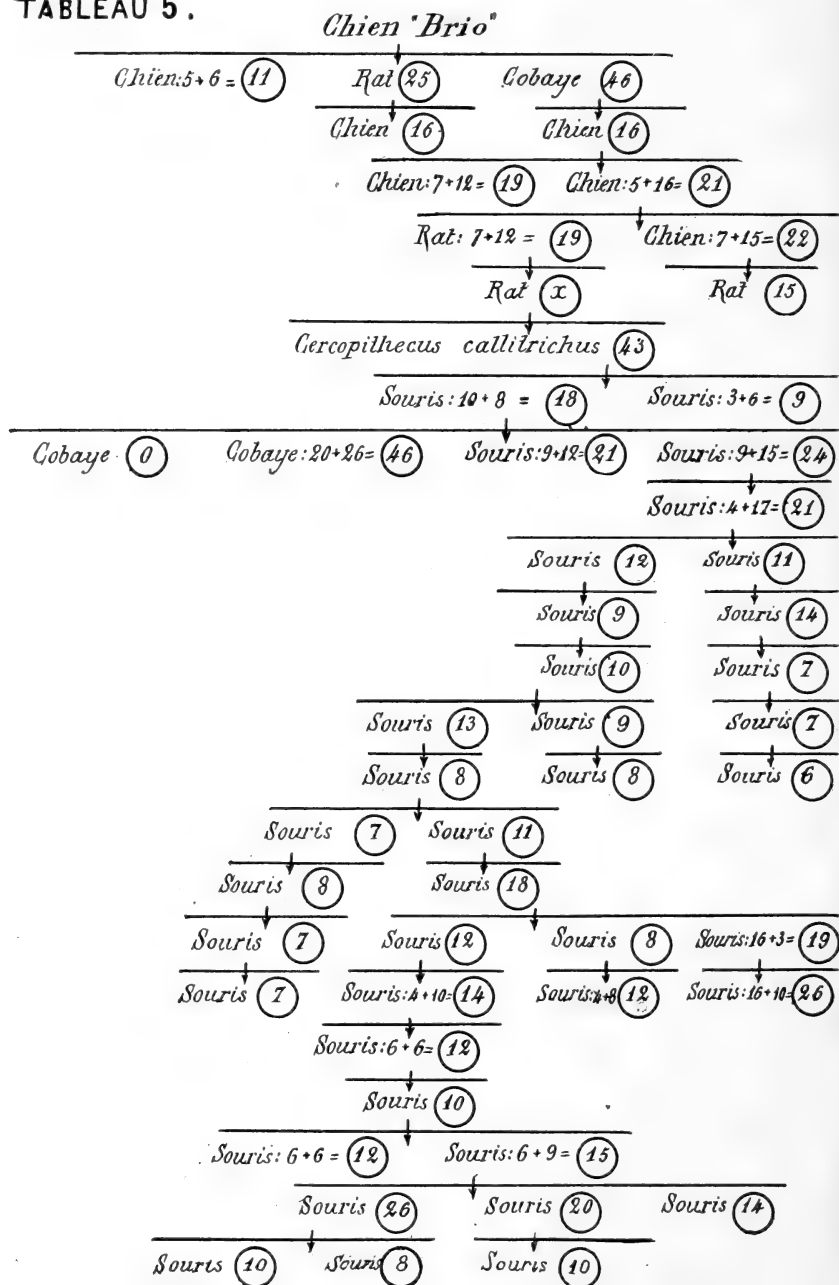 TABLEAU 5.
Chien "Brio"
Chien: 5+6 = 11 Rat 25 Cobaye 46
Chien 16 Chien 16
Chien: 7+12 = 19 Chien: 5+16 = 21
Rat: 7+12 = 19 Chien: 7+15 = 22
Rat x Rat 15
Cercopithecus callitrichus 43
Souris: 10+8 = 18 Souris: 3+6 = 9
Cobaye 0 Cobaye: 20+26 = 46 Souris: 9+12 = 21 Souris: 9+15 = 24
Souris: 4+17 = 21
Souris 12 Souris 11
Souris 9 Souris 14
Souris 10 Souris 7
Souris 13 Souris 9 Souris 7
Souris 8 Souris 8 Souris 6
Souris 7 Souris 11
Souris 8 Souris 18
Souris 7 Souris 12 Souris 8 Souris: 16+3 = 19
Souris 7 Souris: 4+10 = 14 Souris: 4+8 12 Souris: 16+10 = 26
Souris: 6+6 = 12
Souris 10
Souris: 6+6 = 12 Souris: 6+9 = 15
Souris 26 Souris 20 Souris 14
Souris 10 Souris 8 Souris 10